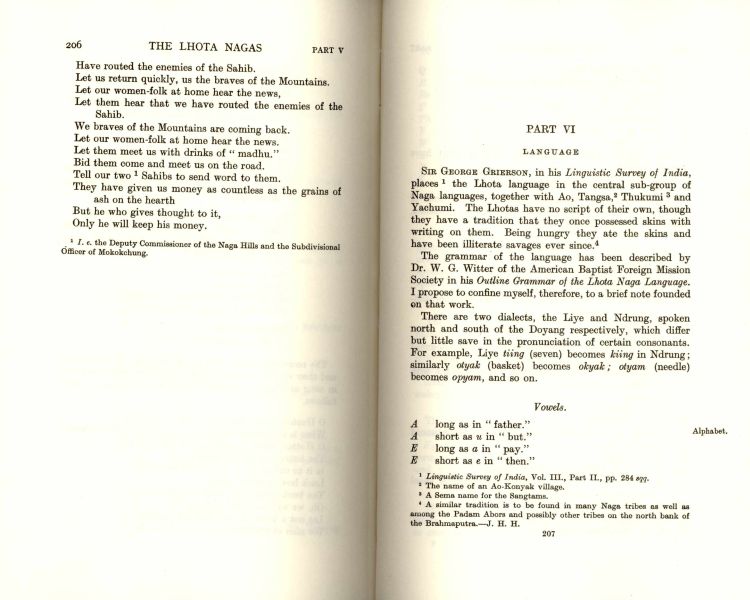 206 THE LHOTA NAGAS PART V
Have routed the enemies of the Sahib.
Let us return quickly, us the braves of the Mountains.
Let our women-folk at home hear the news,
Let them hear that we have routed the enemies of the
Sahib.
We braves of the Mountains are coming back.
Let our women-folk at home hear the news.
Let them meet us with drinks of " madhu."
Bid them come and meet us on the road.
Tell our two ¹ Sahibs to send word to them.
They have given us money as countless as the grains of
ash on the hearth
But he who gives thought to it,
Only he will keep his money.
¹ I. e. the Deputy Commissioner of the Naga Hills and the Subdivisional
Officer of Mokokchung.
PART VI
LANGUAGE
SIR GEORGE GRIERSON, in his Linguistic Survey of India,
places ¹ the Lhota language in the central sub-group of
Naga languages, together with Ao, Tangsa,² Thukumi ³ and
Yachumi. The Lhotas have no script of their own, though
they have a tradition that they once possessed skins with
writing on them. Being hungry they ate the skins and
have been illiterate savages ever since.⁴
The grammar of the language has been described by
Dr. W. G. Witter of the American Baptist Foreign Mission
Society in his Outline Grammar of the Lhota Naga Language.
I propose to confine myself, therefore, to a brief note founded
on that work.
There are two dialects, the Liye and Ndrung, spoken
north and south of the Doyang respectively, which differ
but little save in the pronunciation of certain consonants.
For example, Liye tiing (seven) becomes kiing in Ndrung;
similarly otyak (basket) becomes okyak; otyam (needle)
becomes opyam, and so on.
Vowels.
A long as in " father."
A short as u in " but."
E long as a in " pay."
E short as e in " then."
Alphabet.
¹ Linguistic Survey of India, Vol. III., Part II., pp. 284 sqq.
² The name of an Ao-Konyak village.
³ A Sema name for the Sangtams.
⁴ A similar tradition is to be found in many Naga tribes as well as
among the Padam Abors and possibly other tribes on the north bank of
the Brahmaputra.—J. H. H.
207